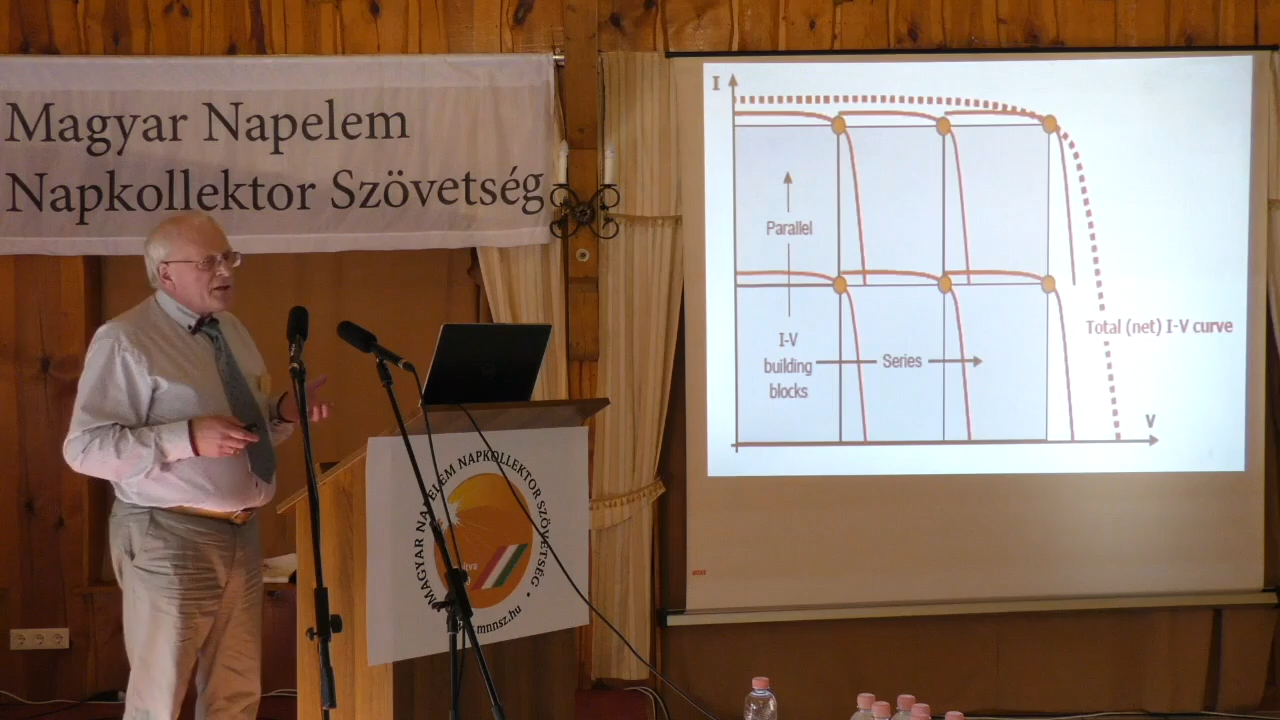 Magyar Napelem
Napkollektor Szövetség
I
Parallel
I-V
building
blocks
Series
Total (net) I-V curve
V
MAGYAR NAPELEM NAPKOLLEKTOR SZÖVETSÉG •
mnnsz.hu